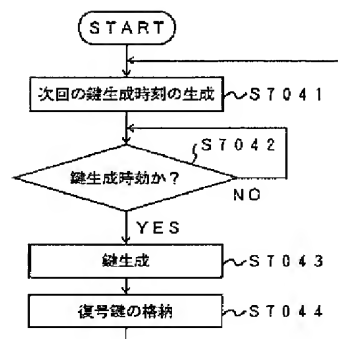 START
次回の鍵生成時刻の生成 S7041
S7042
鍵生成時効か?
NO
YES
鍵生成 S7043
復号鍵の格納 S7044